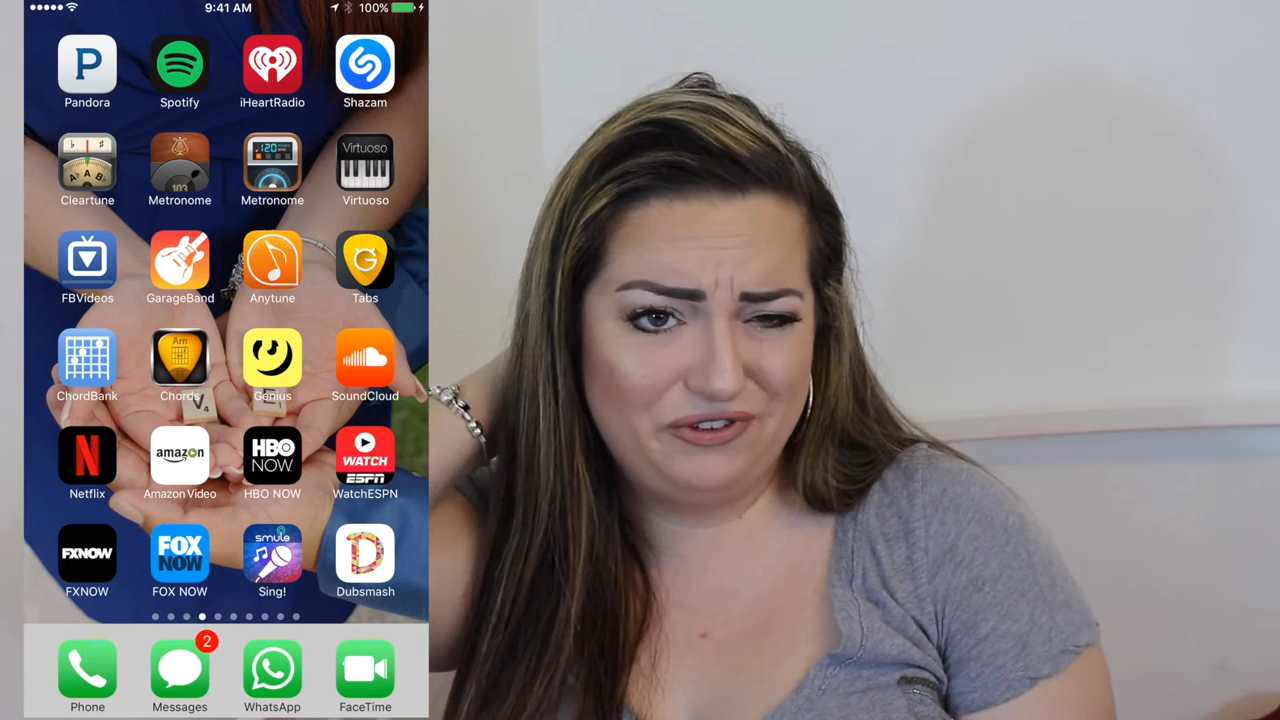 9:41 AM 100%
P
Pandora Spotify iHeartRadio Shazam
120
A♭ A B♭ 103 Virtuoso
Cleartune Metronome Metronome Virtuoso
G
FBVideos GarageBand Anytune Tabs
Am
ChordBank Chords Genius SoundCloud
V4 E
N amazon HBO NOW WATCH ESPN
Netflix Amazon Video HBO NOW WatchESPN
FXNOW FOX NOW smule D
FXNOW FOX NOW Sing! Dubsmash
2
Phone Messages WhatsApp FaceTime